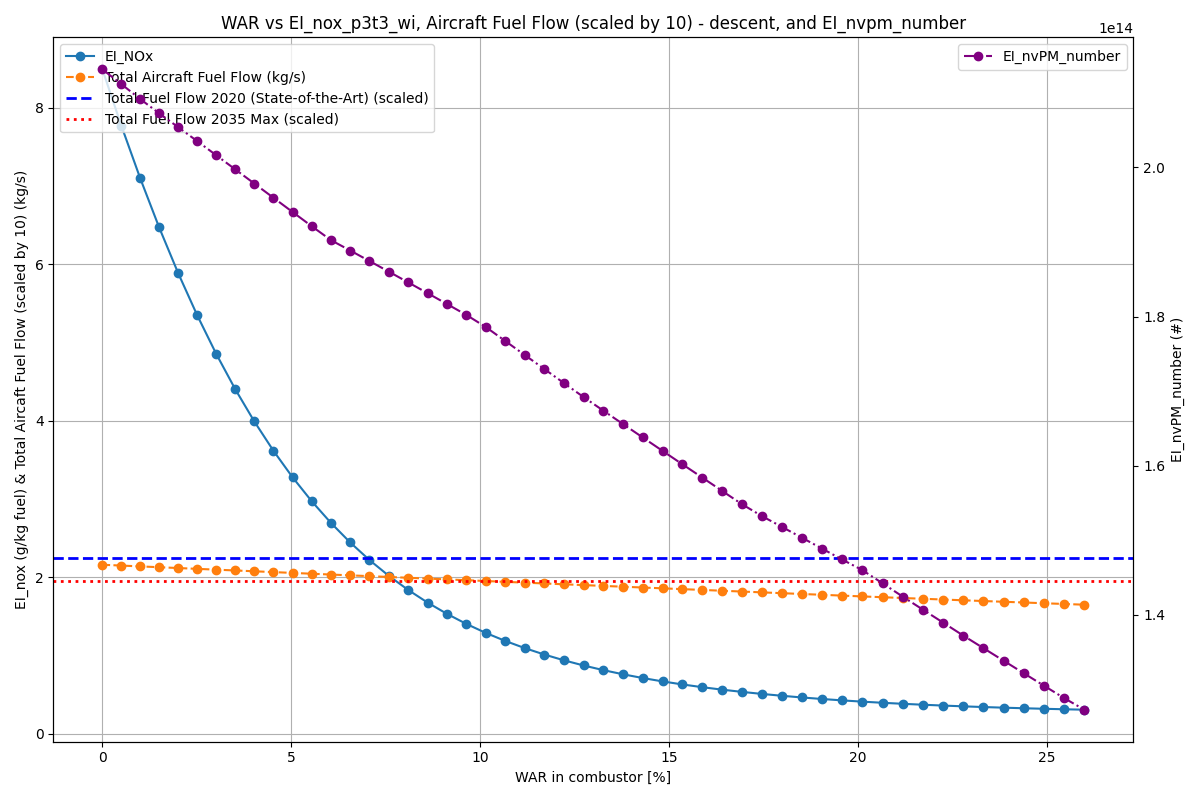 WAR vs EI_nox_p3t3_wi, Aircraft Fuel Flow (scaled by 10) - descent, and EI_nvpm_number
1e14
EI_NOx
Total Aircraft Fuel Flow (kg/s)
Total Fuel Flow 2020 (State-of-the-Art) (scaled)
Total Fuel Flow 2035 Max (scaled)
EI_nvPM_number
EI_nox (g/kg fuel) & Total Aircaft Fuel Flow (scaled by 10) (kg/s)
8
6
4
2
0
2.0
1.8
1.6
1.4
EI_nvPM_number (#)
0
5
10
15
20
25
WAR in combustor [%]